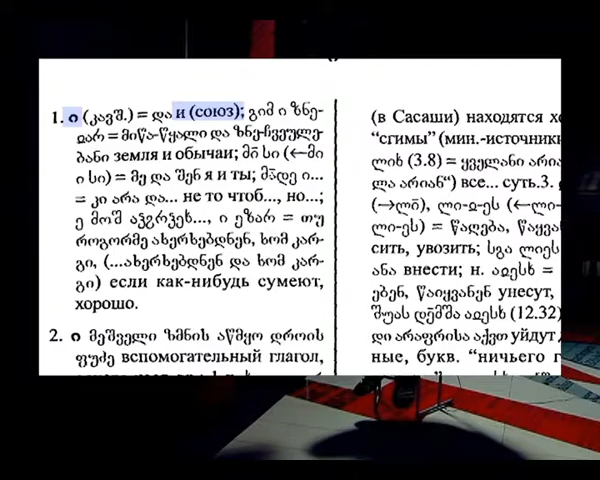 1. ი (კავშ.) = და и (союз); გიმ ი ზნე-
ჲარ = მიწა-წყალი და ზნე-ჩვეულე-
ბანი земля и обычаи; მი̄ სი (←მი
ი სი) = მე და შენ я и ты; მა̄დე ი...
= კი არა და... не то чтоб..., но...;
ე მოშ აჯგრჯეხ..., ი ეზარ = თუ
როგორმე ახერხებდნენ, ხომ კარ-
გი, (...ახერხებდნენ და ხომ კარ-
გი) если как-нибудь сумеют,
хорошо.
2. ი მეშველი ზმნის აწმყო დროის
ფუძე вспомогательный глагол,
(в Сасаши) находятся
“сгимы” (мин.-источники
ლიხ (3.8) = ყველანი არია
ლა არიან“) все... суть.3.
(→ლი̄), ლი-ჲ-ეს (←ლი-
ლი-ეს) = წაღება, წაყვა
сить, увозить; სგა ლიეს
ანა внести; н. აჲესხ =
ებენ, წაიყვანენ унесут,
შუას დე̄მშა აჲესხ (12.32)
დი არაფრისა აქვთ уйдут
ные, букв. “ничьего